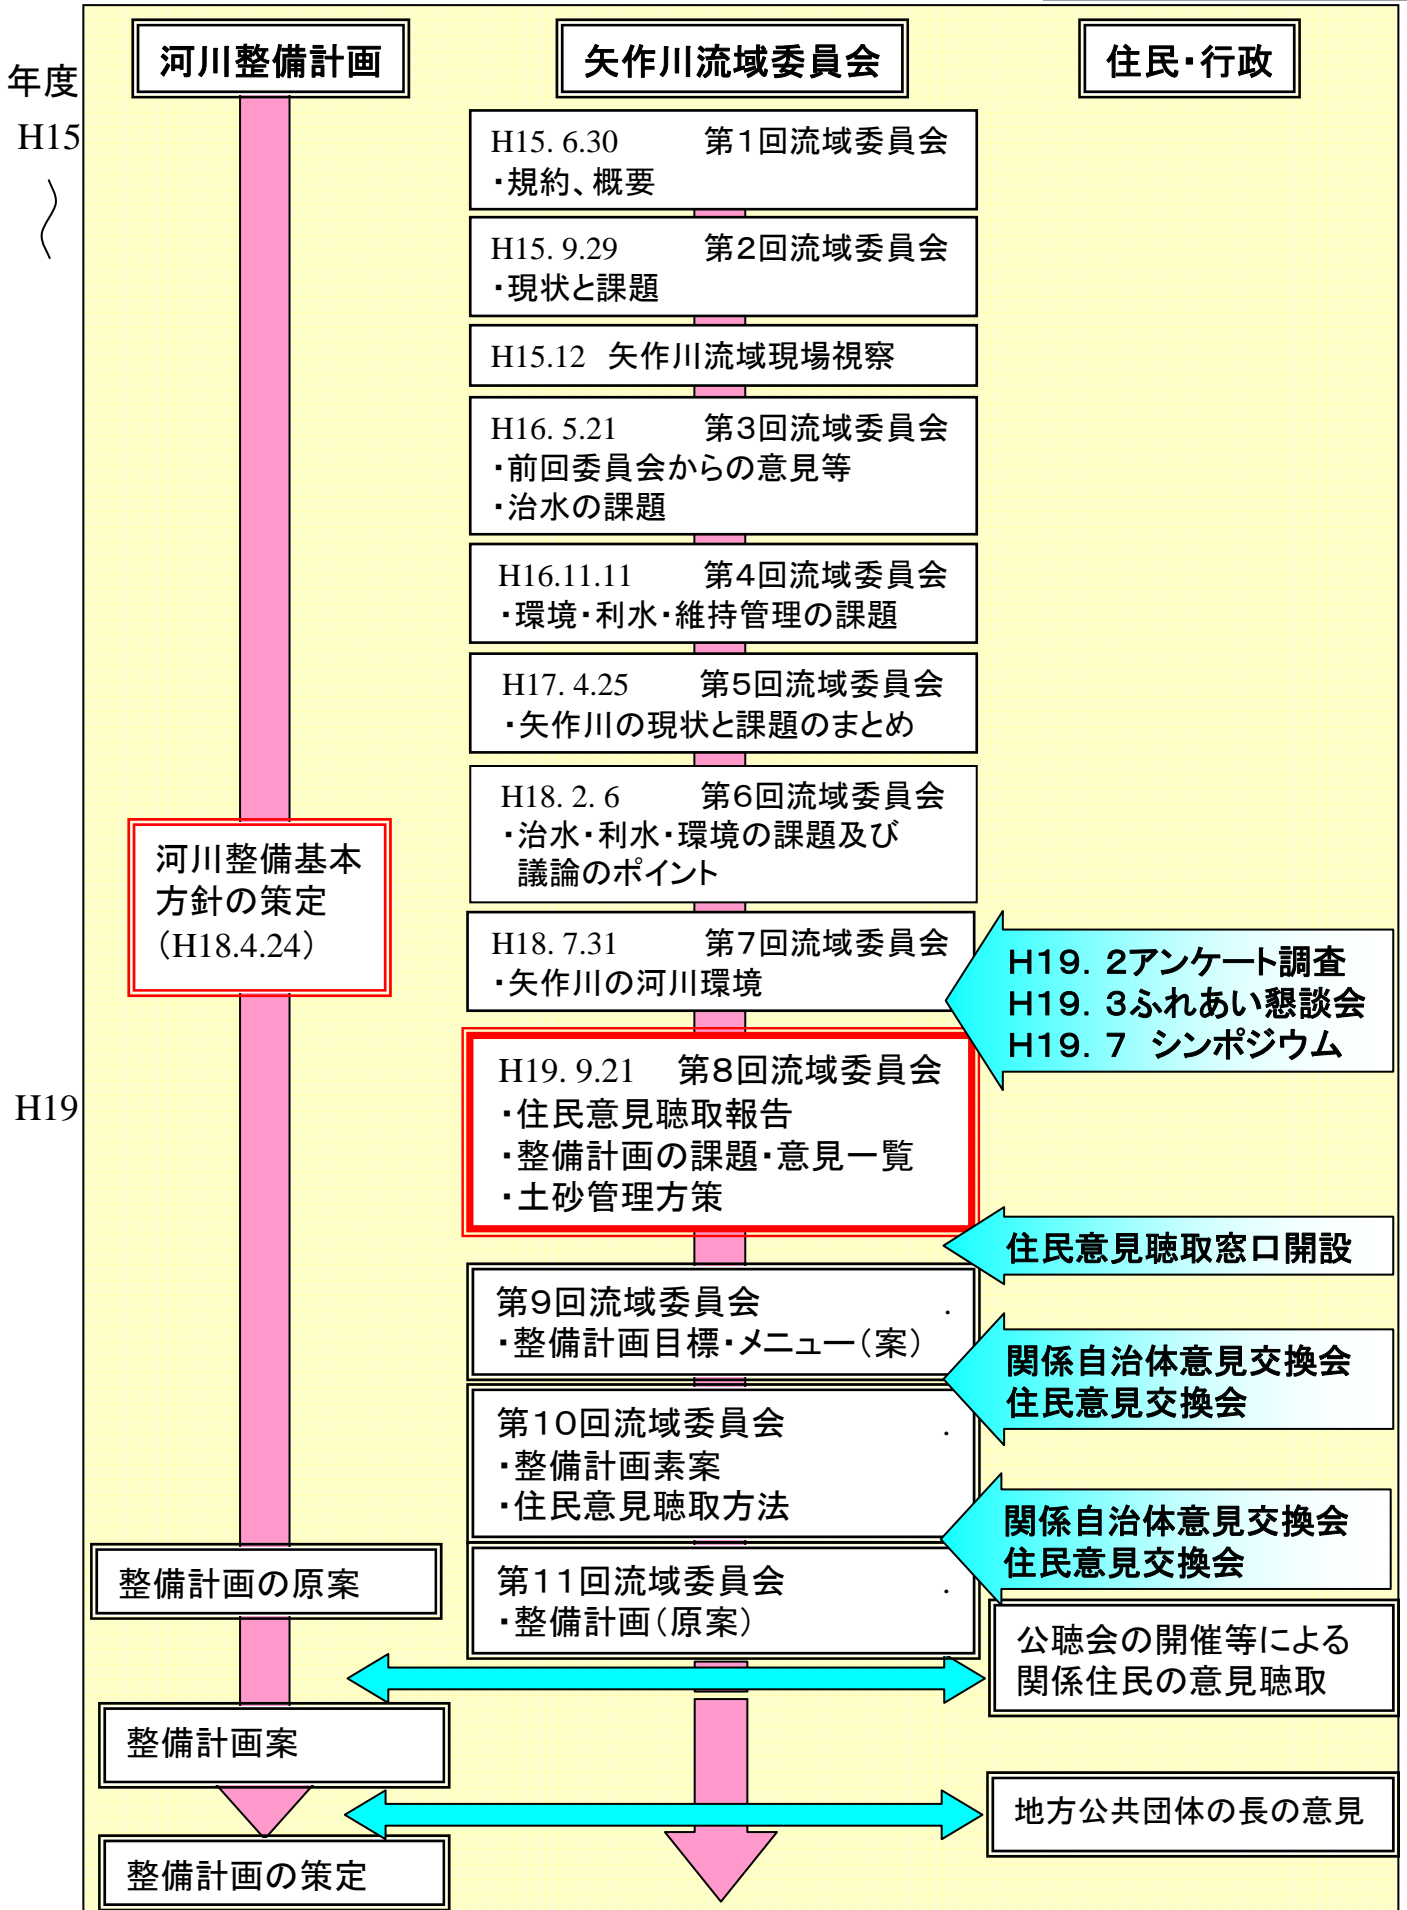 河川整備計画
矢作川流域委員会
住民・行政
年度
H15
H15. 6.30 第1回流域委員会
・規約、概要
H15. 9.29 第2回流域委員会
・現状と課題
H15.12 矢作川流域現場視察
H16. 5.21 第3回流域委員会
・前回委員会からの意見等
・治水の課題
H16.11.11 第4回流域委員会
・環境・利水・維持管理の課題
H17. 4.25 第5回流域委員会
・矢作川の現状と課題のまとめ
H18. 2. 6 第6回流域委員会
・治水・利水・環境の課題及び
議論のポイント
河川整備基本
方針の策定
(H18.4.24)
H18. 7.31 第7回流域委員会
・矢作川の河川環境
H19. 2アンケート調査
H19. 3ふれあい懇談会
H19. 7 シンポジウム
H19
H19. 9.21 第8回流域委員会
・住民意見聴取報告
・整備計画の課題・意見一覧
・土砂管理方策
住民意見聴取窓口開設
第9回流域委員会 .
・整備計画目標・メニュー(案)
関係自治体意見交換会
住民意見交換会
第10回流域委員会 .
・整備計画素案
・住民意見聴取方法
関係自治体意見交換会
住民意見交換会
整備計画の原案
第11回流域委員会 .
・整備計画(原案)
公聴会の開催等による
関係住民の意見聴取
整備計画案
地方公共団体の長の意見
整備計画の策定